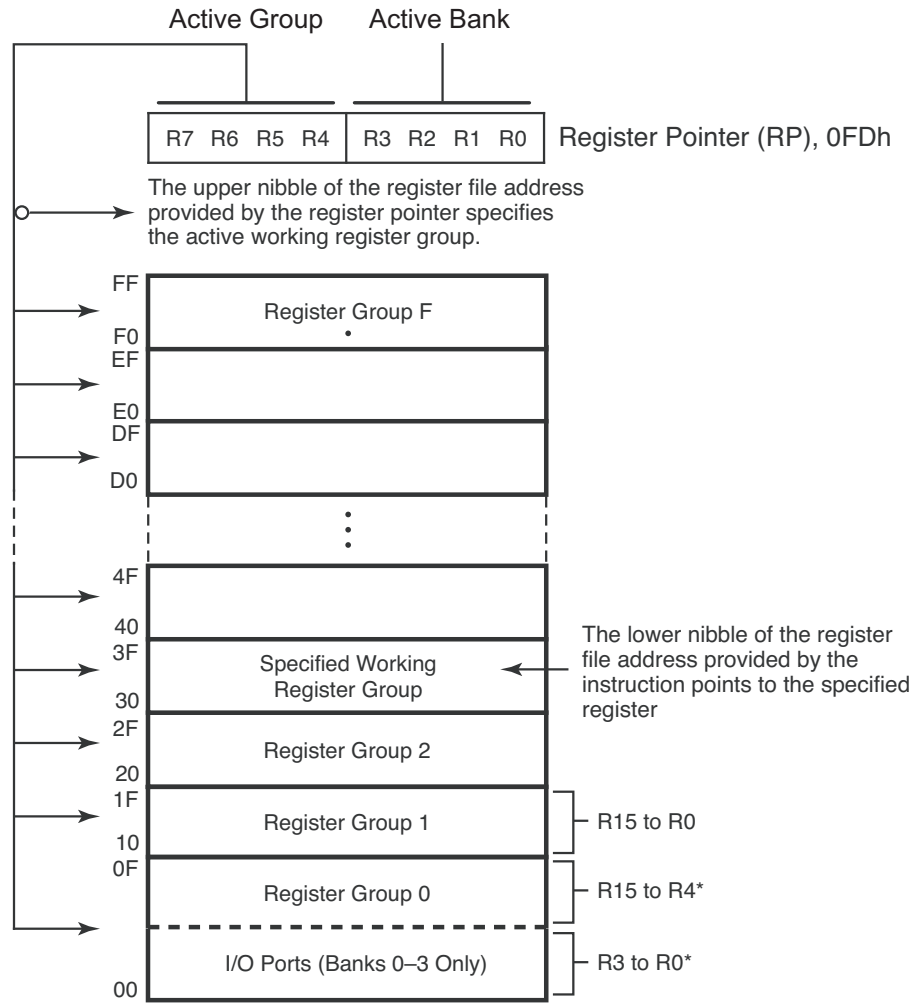 Active Group Active Bank
R7 R6 R5 R4 R3 R2 R1 R0 Register Pointer (RP), 0FDh
The upper nibble of the register file address
provided by the register pointer specifies
the active working register group.
FF
Register Group F
F0
EF
E0
DF
D0
4F
40
3F
Specified Working
Register Group
30
The lower nibble of the register
file address provided by the
instruction points to the specified
register
2F
Register Group 2
20
1F
Register Group 1
R15 to R0
10
0F
Register Group 0
R15 to R4*
I/O Ports (Banks 0–3 Only)
R3 to R0*
00